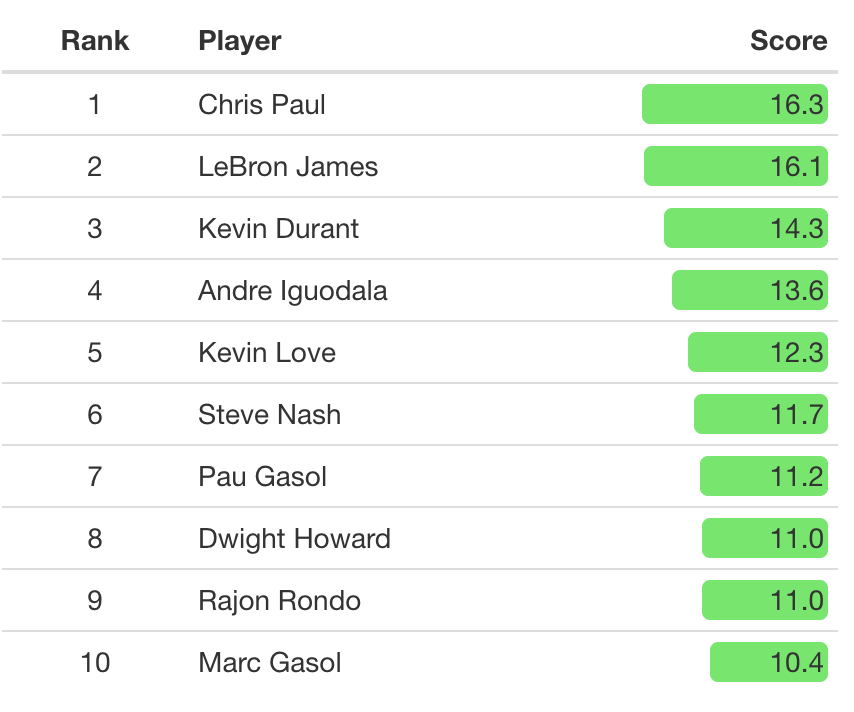 Rank Player Score
1 Chris Paul 16.3
2 LeBron James 16.1
3 Kevin Durant 14.3
4 Andre Iguodala 13.6
5 Kevin Love 12.3
6 Steve Nash 11.7
7 Pau Gasol 11.2
8 Dwight Howard 11.0
9 Rajon Rondo 11.0
10 Marc Gasol 10.4